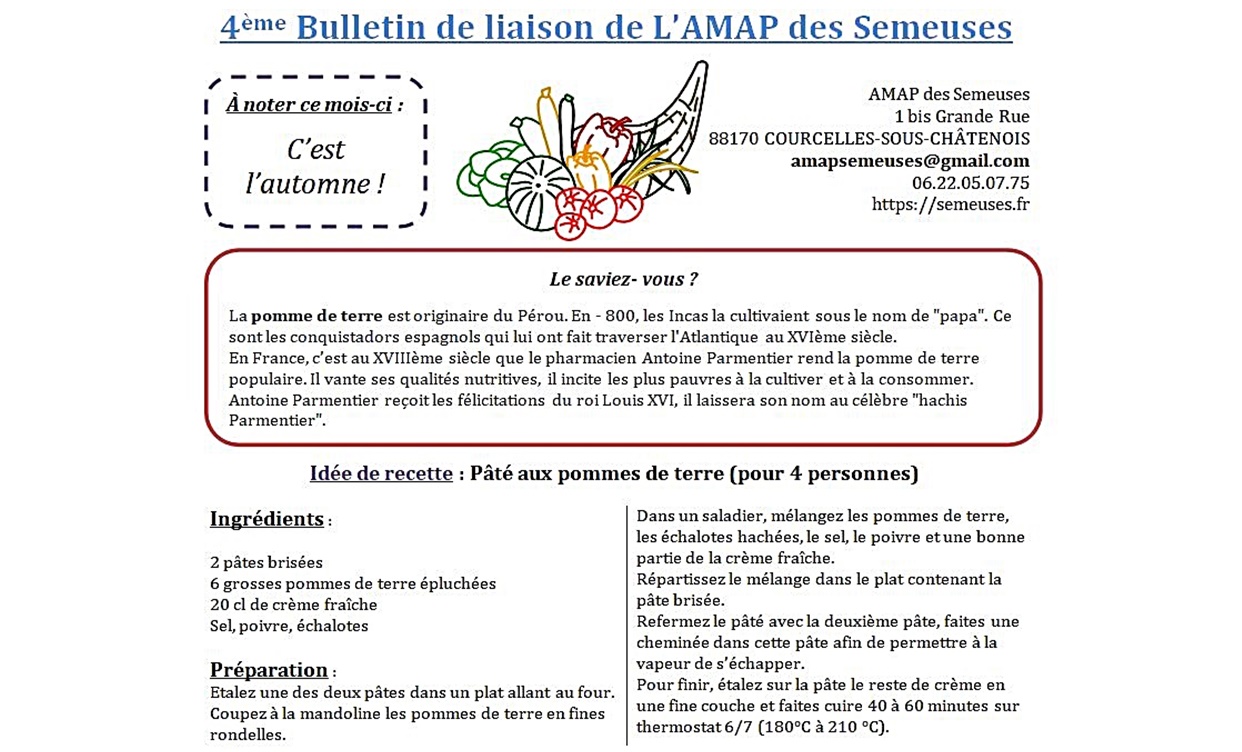 4ème Bulletin de liaison de L’AMAP des Semeuses
À noter ce mois-ci :
C’est
l’automne !
AMAP des Semeuses
1 bis Grande Rue
88170 COURCELLES-SOUS-CHÂTENOIS
amapsemeuses@gmail.com
06.22.05.07.75
https://semeuses.fr
Le saviez- vous ?
La pomme de terre est originaire du Pérou. En - 800, les Incas la cultivaient sous le nom de "papa". Ce
sont les conquistadors espagnols qui lui ont fait traverser l'Atlantique au XVIème siècle.
En France, c’est au XVIIIème siècle que le pharmacien Antoine Parmentier rend la pomme de terre
populaire. Il vante ses qualités nutritives, il incite les plus pauvres à la cultiver et à la consommer.
Antoine Parmentier reçoit les félicitations du roi Louis XVI, il laissera son nom au célèbre "hachis
Parmentier".
Idée de recette : Pâté aux pommes de terre (pour 4 personnes)
Ingrédients :
2 pâtes brisées
6 grosses pommes de terre épluchées
20 cl de crème fraîche
Sel, poivre, échalotes
Préparation :
Etalez une des deux pâtes dans un plat allant au four.
Coupez à la mandoline les pommes de terre en fines
rondelles.
Dans un saladier, mélangez les pommes de terre,
les échalotes hachées, le sel, le poivre et une bonne
partie de la crème fraîche.
Répartissez le mélange dans le plat contenant la
pâte brisée.
Refermez le pâté avec la deuxième pâte, faites une
cheminée dans cette pâte afin de permettre à la
vapeur de s’échapper.
Pour finir, étalez sur la pâte le reste de crème en
une fine couche et faites cuire 40 à 60 minutes sur
thermostat 6/7 (180°C à 210 °C).